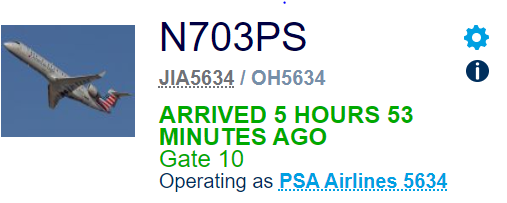 N703PS
JIA5634 / OH5634
ARRIVED 5 HOURS 53
MINUTES AGO
Gate 10
Operating as PSA Airlines 5634